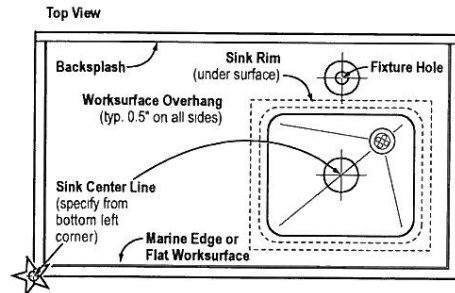 Top View
Backsplash
Sink Rim
(under surface)
Fixture Hole
Worksurface Overhang
(typ. 0.5" on all sides)
Sink Center Line
(specify from
bottom left
corner)
Marine Edge or
Flat Worksurface